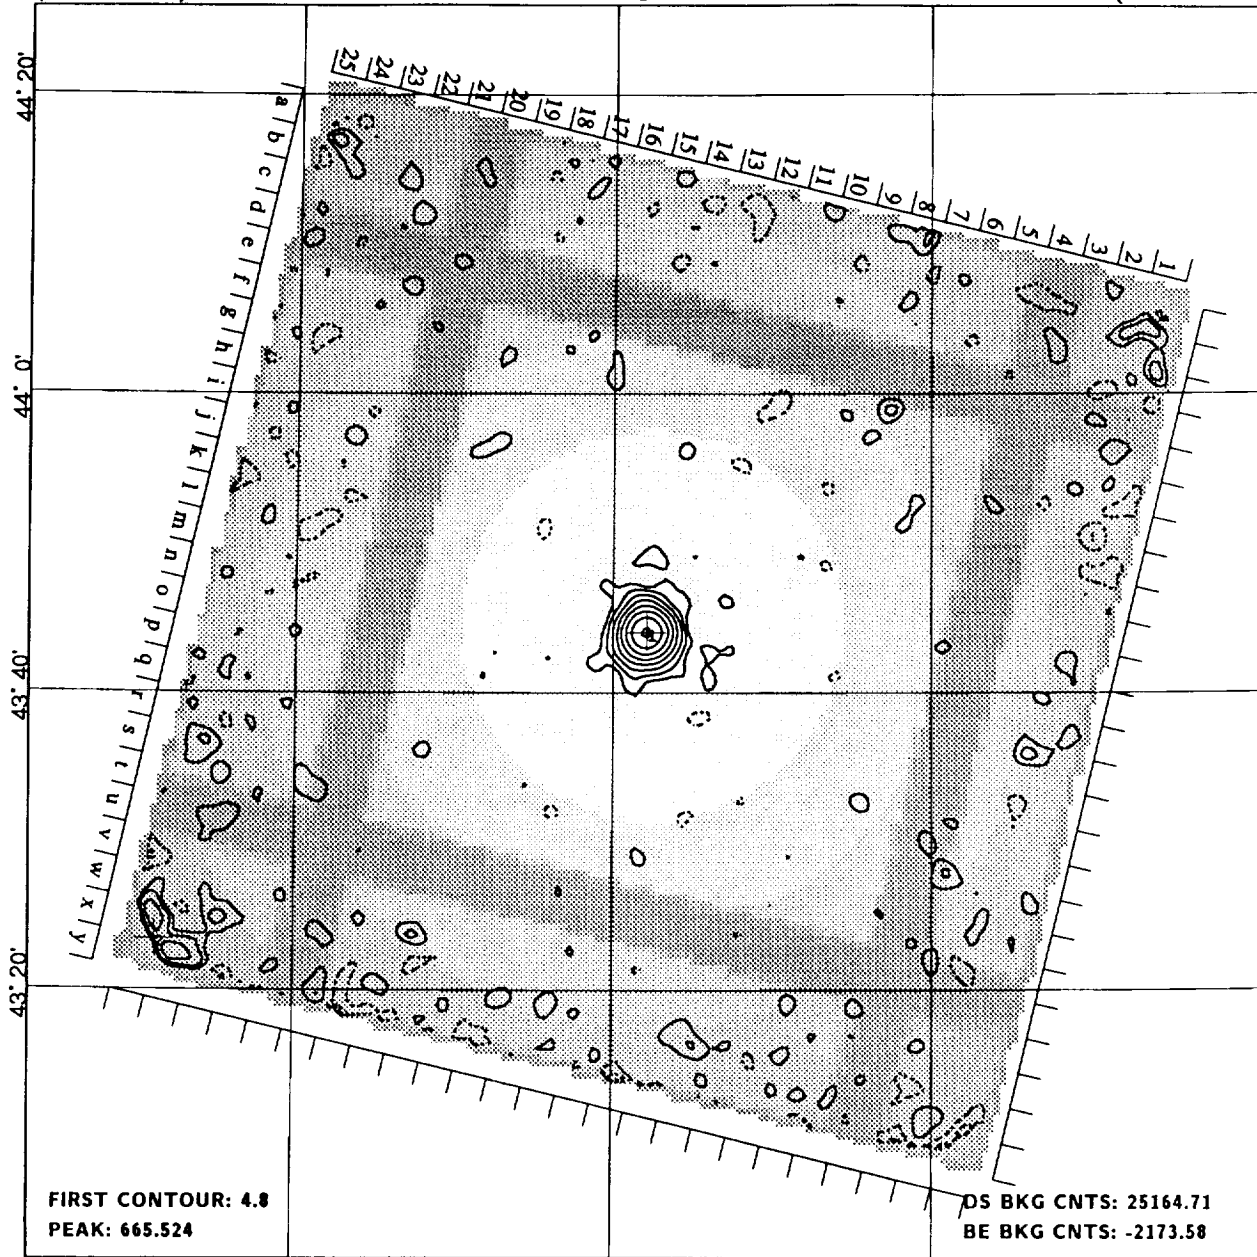 25 24 23 22 21 20 19 18 17 16 15 14 13 12 11 10 9 8 7 6 5 4 3 2 1
44° 20'
44° 0'
43° 40'
43° 20'
a b c d e f g h i j k l m n o p q r s t u v w x y
FIRST CONTOUR: 4.8
PEAK: 665.524
DS BKG CNTS: 25164.71
BE BKG CNTS: -2173.58